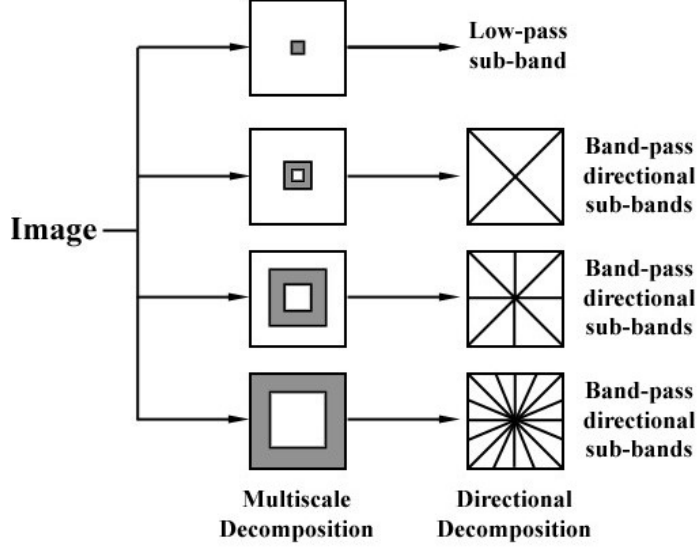 Low-pass
sub-band
Band-pass
directional
sub-bands
Image
Band-pass
directional
sub-bands
Band-pass
directional
sub-bands
Multiscale
Decomposition
Directional
Decomposition